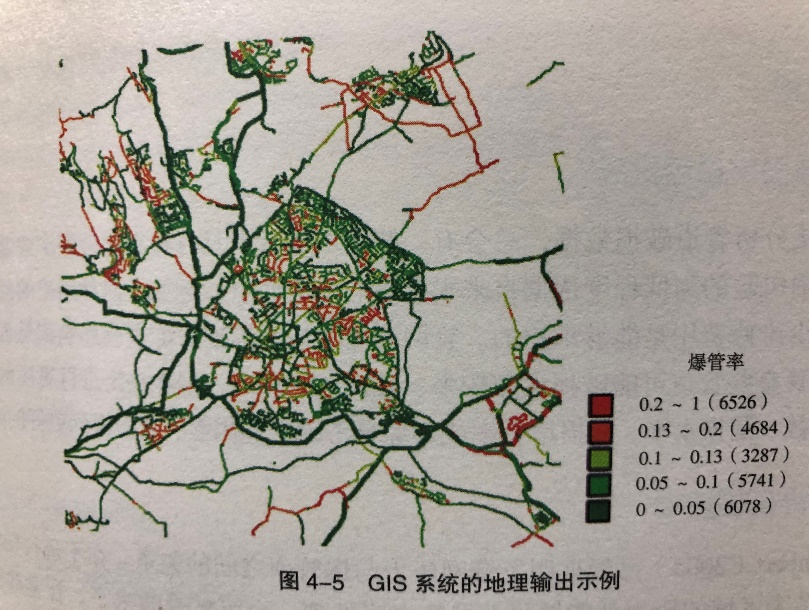 爆管率
0.2 ~ 1（6526）
0.13 ~ 0.2（4684）
0.1 ~ 0.13（3287）
0.05 ~ 0.1（5741）
0 ~ 0.05（6078）
图 4-5 GIS 系统的地理输出示例